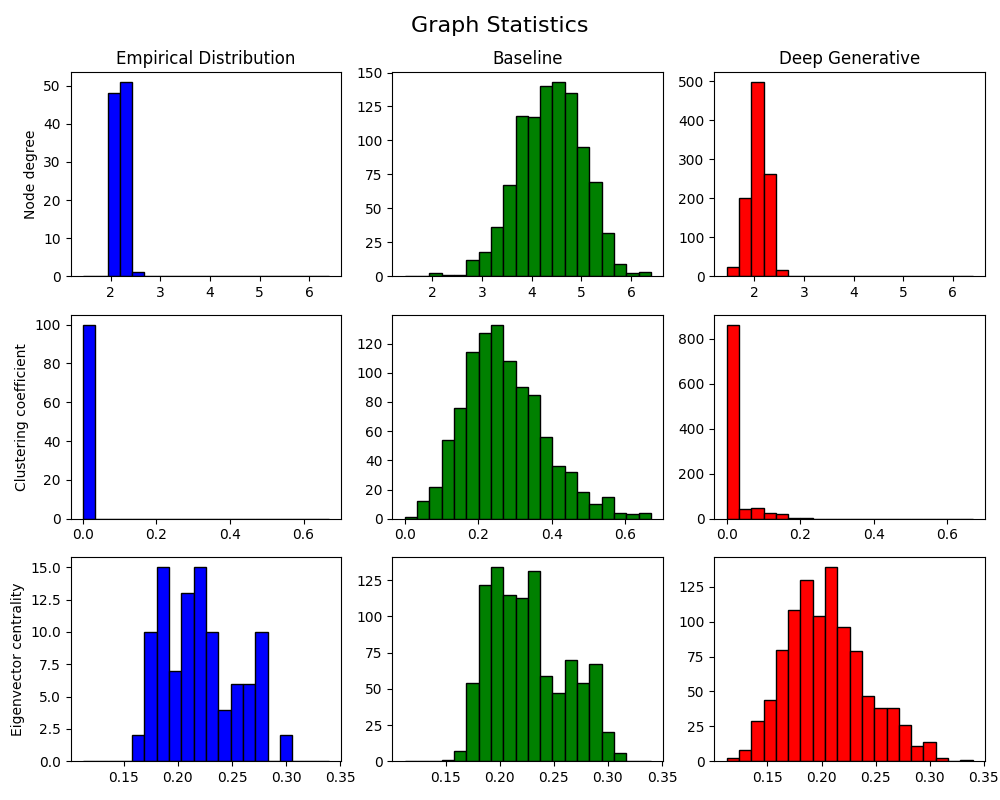 Graph Statistics
Empirical Distribution Baseline Deep Generative
Node degree
0 10 20 30 40 50
2 3 4 5 6
0 25 50 75 100 125 150
2 3 4 5 6
0 100 200 300 400 500
2 3 4 5 6
Clustering coefficient
0 20 40 60 80 100
0.0 0.2 0.4 0.6
0 20 40 60 80 100 120
0.0 0.2 0.4 0.6
0 200 400 600 800
0.0 0.2 0.4 0.6
Eigenvector centrality
0.0 2.5 5.0 7.5 10.0 12.5 15.0
0.15 0.20 0.25 0.30 0.35
0 25 50 75 100 125
0.15 0.20 0.25 0.30 0.35
0 25 50 75 100 125
0.15 0.20 0.25 0.30 0.35